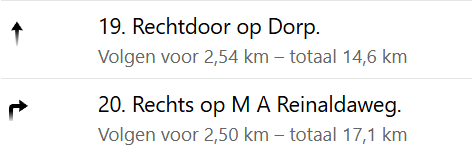 19. Rechtdoor op Dorp.
Volgen voor 2,54 km – totaal 14,6 km
20. Rechts op M A Reinaldaweg.
Volgen voor 2,50 km – totaal 17,1 km